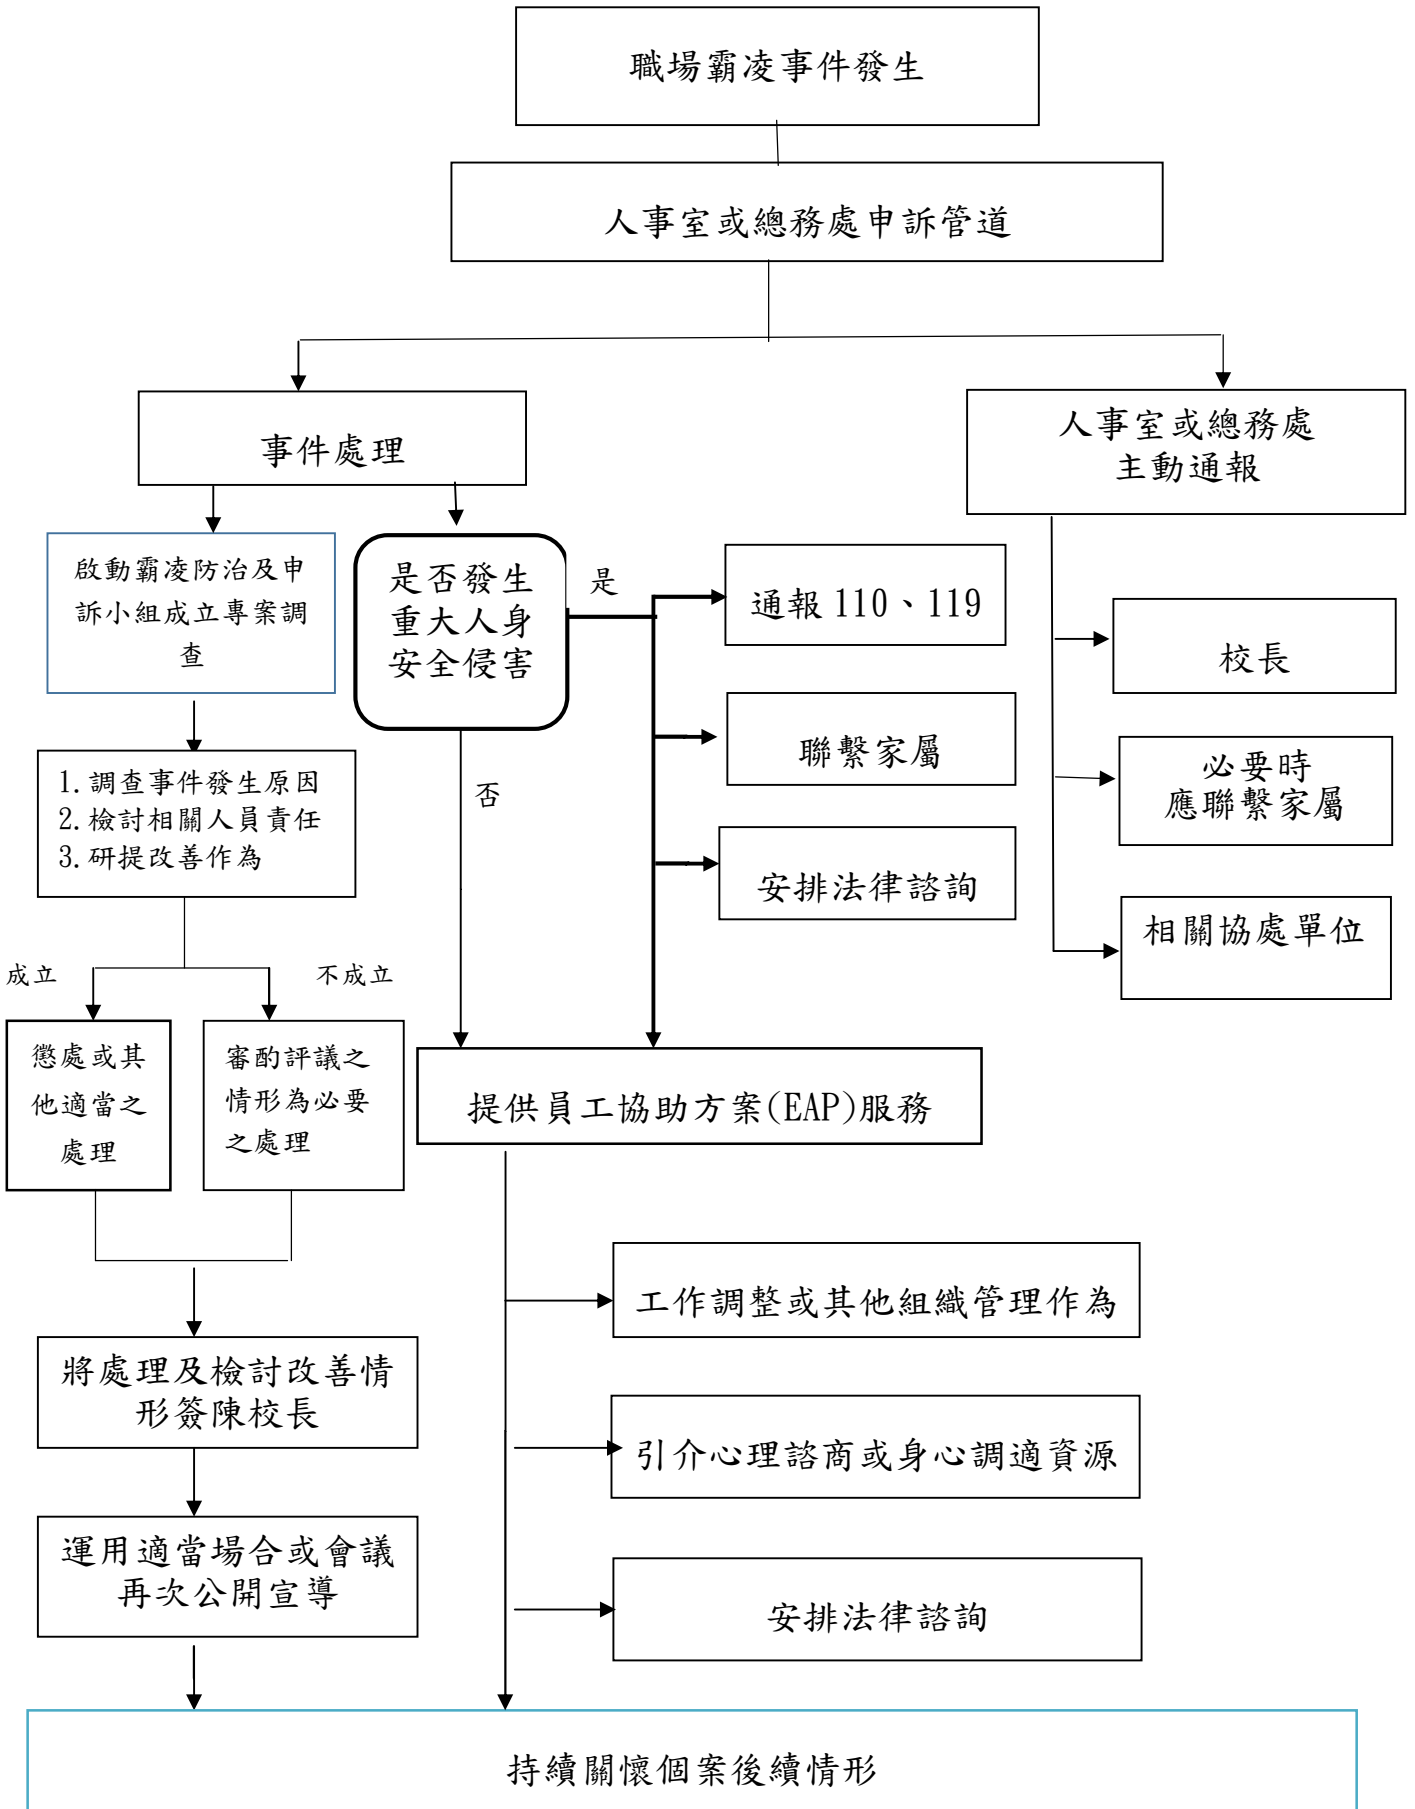 職場霸凌事件發生
人事室或總務處申訴管道
事件處理
人事室或總務處
主動通報
啟動霸凌防治及申
訴小組成立專案調
查
是否發生
重大人身
安全侵害
是
否
通報 110、119
聯繫家屬
安排法律諮詢
校長
必要時
應聯繫家屬
相關協處單位
1.調查事件發生原因
2.檢討相關人員責任
3.研提改善作為
成立
不成立
懲處或其
他適當之
處理
審酌評議之
情形為必要
之處理
提供員工協助方案(EAP)服務
工作調整或其他組織管理作為
引介心理諮商或身心調適資源
安排法律諮詢
將處理及檢討改善情
形簽陳校長
運用適當場合或會議
再次公開宣導
持續關懷個案後續情形